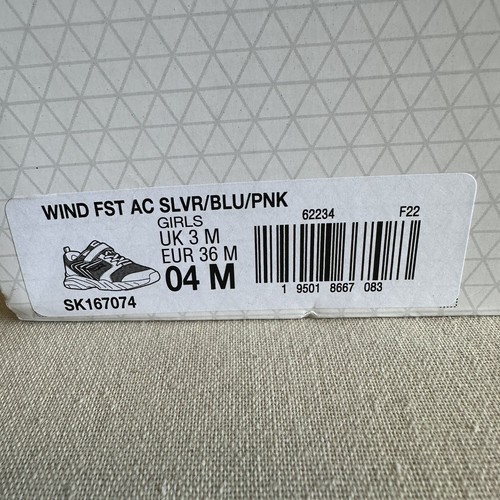 WIND FST AC SLVR/BLU/PNK
GIRLS
UK 3 M
EUR 36 M
04 M
SK167074
62234 F22
1 9501 8667 083